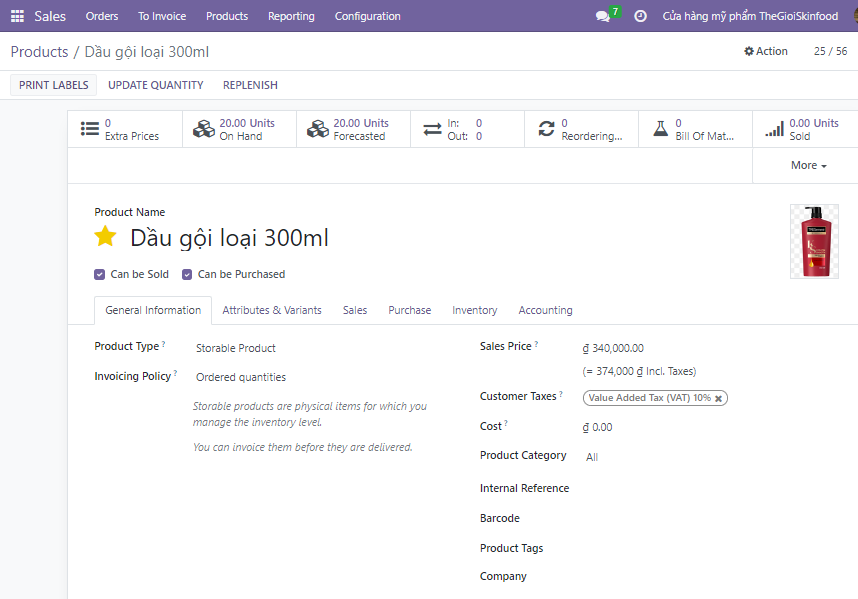 Sales Orders To Invoice Products Reporting Configuration 7 Cửa hàng mỹ phẩm TheGioiSkinfood
Products / Dầu gội loại 300ml Action 25 / 56
PRINT LABELS UPDATE QUANTITY REPLENISH
0 Extra Prices
20.00 Units On Hand
20.00 Units Forecasted
In: 0
Out: 0
0 Reordering...
0 Bill Of Mat...
0.00 Units Sold
More
Product Name
Dầu gội loại 300ml
Can be Sold Can be Purchased
General Information Attributes & Variants Sales Purchase Inventory Accounting
Product Type ? Storable Product
Invoicing Policy ? Ordered quantities
Storable products are physical items for which you
manage the inventory level.
You can invoice them before they are delivered.
Sales Price ? ₫ 340,000.00
(= 374,000 ₫ Incl. Taxes)
Customer Taxes ? Value Added Tax (VAT) 10%
Cost ? ₫ 0.00
Product Category All
Internal Reference
Barcode
Product Tags
Company